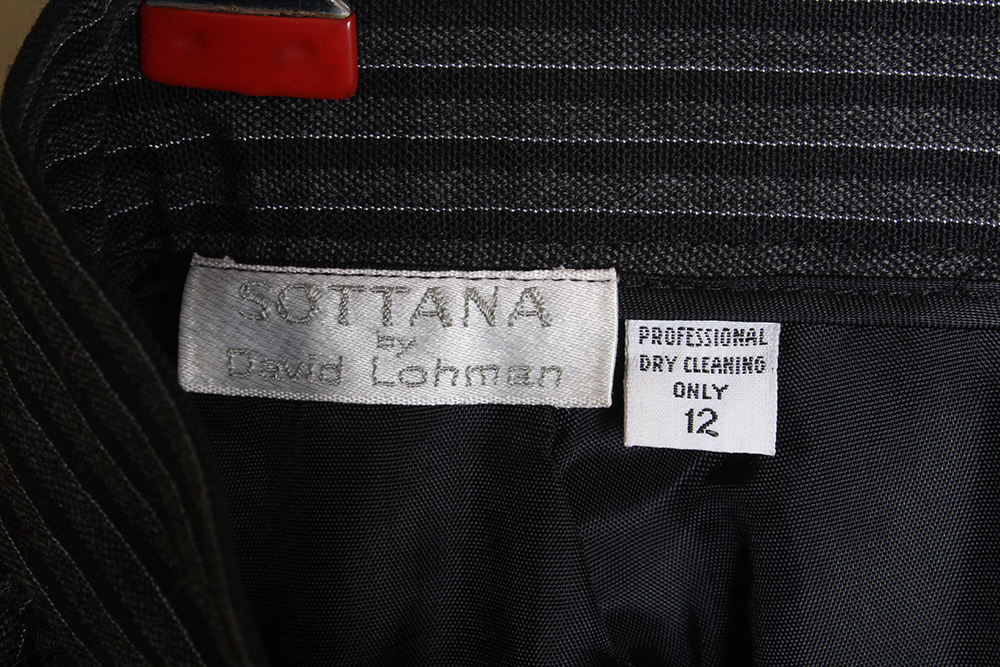 SOTTANA
BY
David Lohman
PROFESSIONAL
DRY CLEANING
ONLY
12